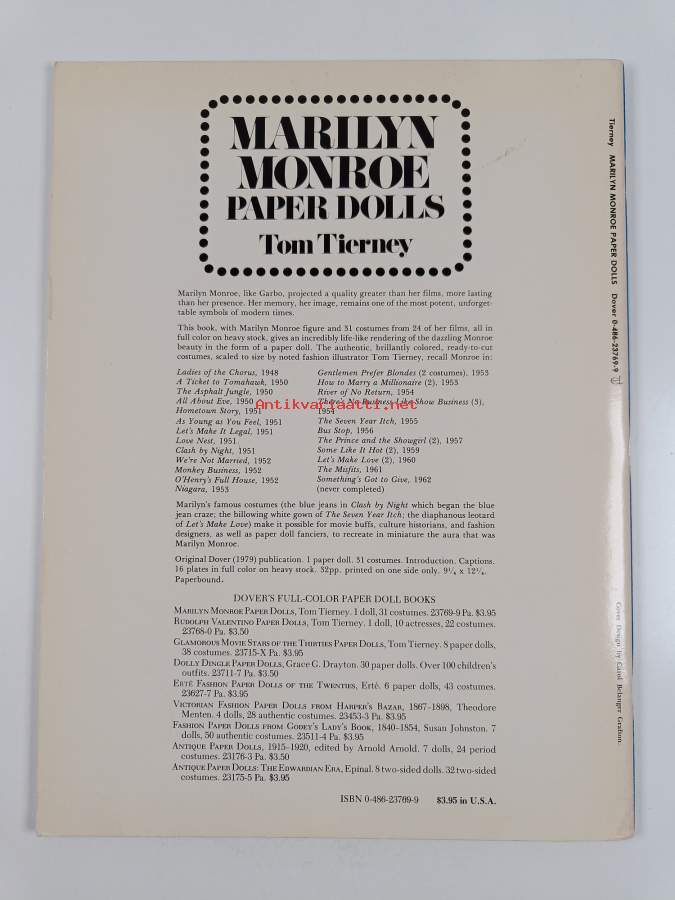 MARILYN
MONROE
PAPER DOLLS
Tom Tierney
Marilyn Monroe, like Garbo, projected a quality greater than her films, more lasting
than her presence. Her memory, her image, remains one of the most potent, unforget-
table symbols of modern times.
This book, with Marilyn Monroe figure and 31 costumes from 24 of her films, all in
full color on heavy stock, gives an incredibly life-like rendering of the dazzling Monroe
beauty in the form of a paper doll. The authentic, brillantly colored, ready-to-cut
costumes, scaled to size by noted fashion illustrator Tom Tierney, recall Monroe in:
Ladies of the Chorus, 1948
A Ticket to Tomahawk, 1950
The Asphalt Jungle, 1950
All About Eve, 1950
Hometown Story, 1951
As Young as You Feel, 1951
Let's Make It Legal, 1951
Love Nest, 1951
Clash by Night, 1951
We're Not Married, 1952
Monkey Business, 1952
O'Henry's Full House, 1952
Niagara, 1953
Gentlemen Prefer Blondes (2 costumes), 1953
How to Marry a Millionaire (2), 1953
River of No Return, 1954
There's No Business Like Show Business (3),
1954
The Seven Year Itch, 1955
Bus Stop, 1956
The Prince and the Showgirl (2), 1957
Some Like It Hot (2), 1959
Let's Make Love (2), 1960
The Misfits, 1961
Something's Got to Give, 1962
(never completed)
Antikvariaatti.net
Marilyn's famous costumes (the blue jeans in Clash by Night which began the blue
jean craze; the billowing white gown of The Seven Year Itch; the diaphanous leotard
of Let's Make Love) make it possible for movie buffs, culture historians, and fashion
designers, as well as paper doll fanciers, to recreate in miniature the aura that was
Marilyn Monroe.
Original Dover (1979) publication. 1 paper doll. 31 costumes. Introduction. Captions.
16 plates in full color on heavy stock. 32pp. printed on one side only. 9¼ x 12¼.
Paperbound.
DOVER'S FULL-COLOR PAPER DOLL BOOKS
MARILYN MONROE PAPER DOLLS, Tom Tierney. 1 doll, 31 costumes. 23769-9 Pa. $3.95
RUDOLPH VALENTINO PAPER DOLLS, Tom Tierney. 1 doll, 10 actresses, 22 costumes.
23768-0 Pa. $3.50
GLAMOROUS MOVIE STARS OF THE THIRTIES PAPER DOLLS, Tom Tierney. 8 paper dolls,
38 costumes. 23715-X Pa. $3.95
DOLLY DINGLE PAPER DOLLS, Grace G. Drayton. 30 paper dolls. Over 100 children's
outfits. 23711-7 Pa. $3.50
ERTÉ FASHION PAPER DOLLS OF THE TWENTIES, Erté. 6 paper dolls, 43 costumes.
23627-7 Pa. $3.95
VICTORIAN FASHION PAPER DOLLS FROM HARPER'S BAZAR, 1867–1898, Theodore
Menten. 4 dolls, 28 authentic costumes. 23453-3 Pa. $3.95
FASHION PAPER DOLLS FROM GODEY'S LADY'S BOOK, 1840–1854, Susan Johnston. 7
dolls, 50 authentic costumes. 23511-4 Pa. $3.95
ANTIQUE PAPER DOLLS, 1915–1920, edited by Arnold Arnold. 7 dolls, 24 period
costumes. 23176-3 Pa. $3.50
ANTIQUE PAPER DOLLS: THE EDWARDIAN ERA, Epinal. 8 two-sided dolls. 32 two-sided
costumes. 23175-5 Pa. $3.95
ISBN 0-486-23769-9 $3.95 in U.S.A.
Tierney MARILYN MONROE PAPER DOLLS Dover 0-486-23769-9
Cover Design by Carol Belanger Grafton.